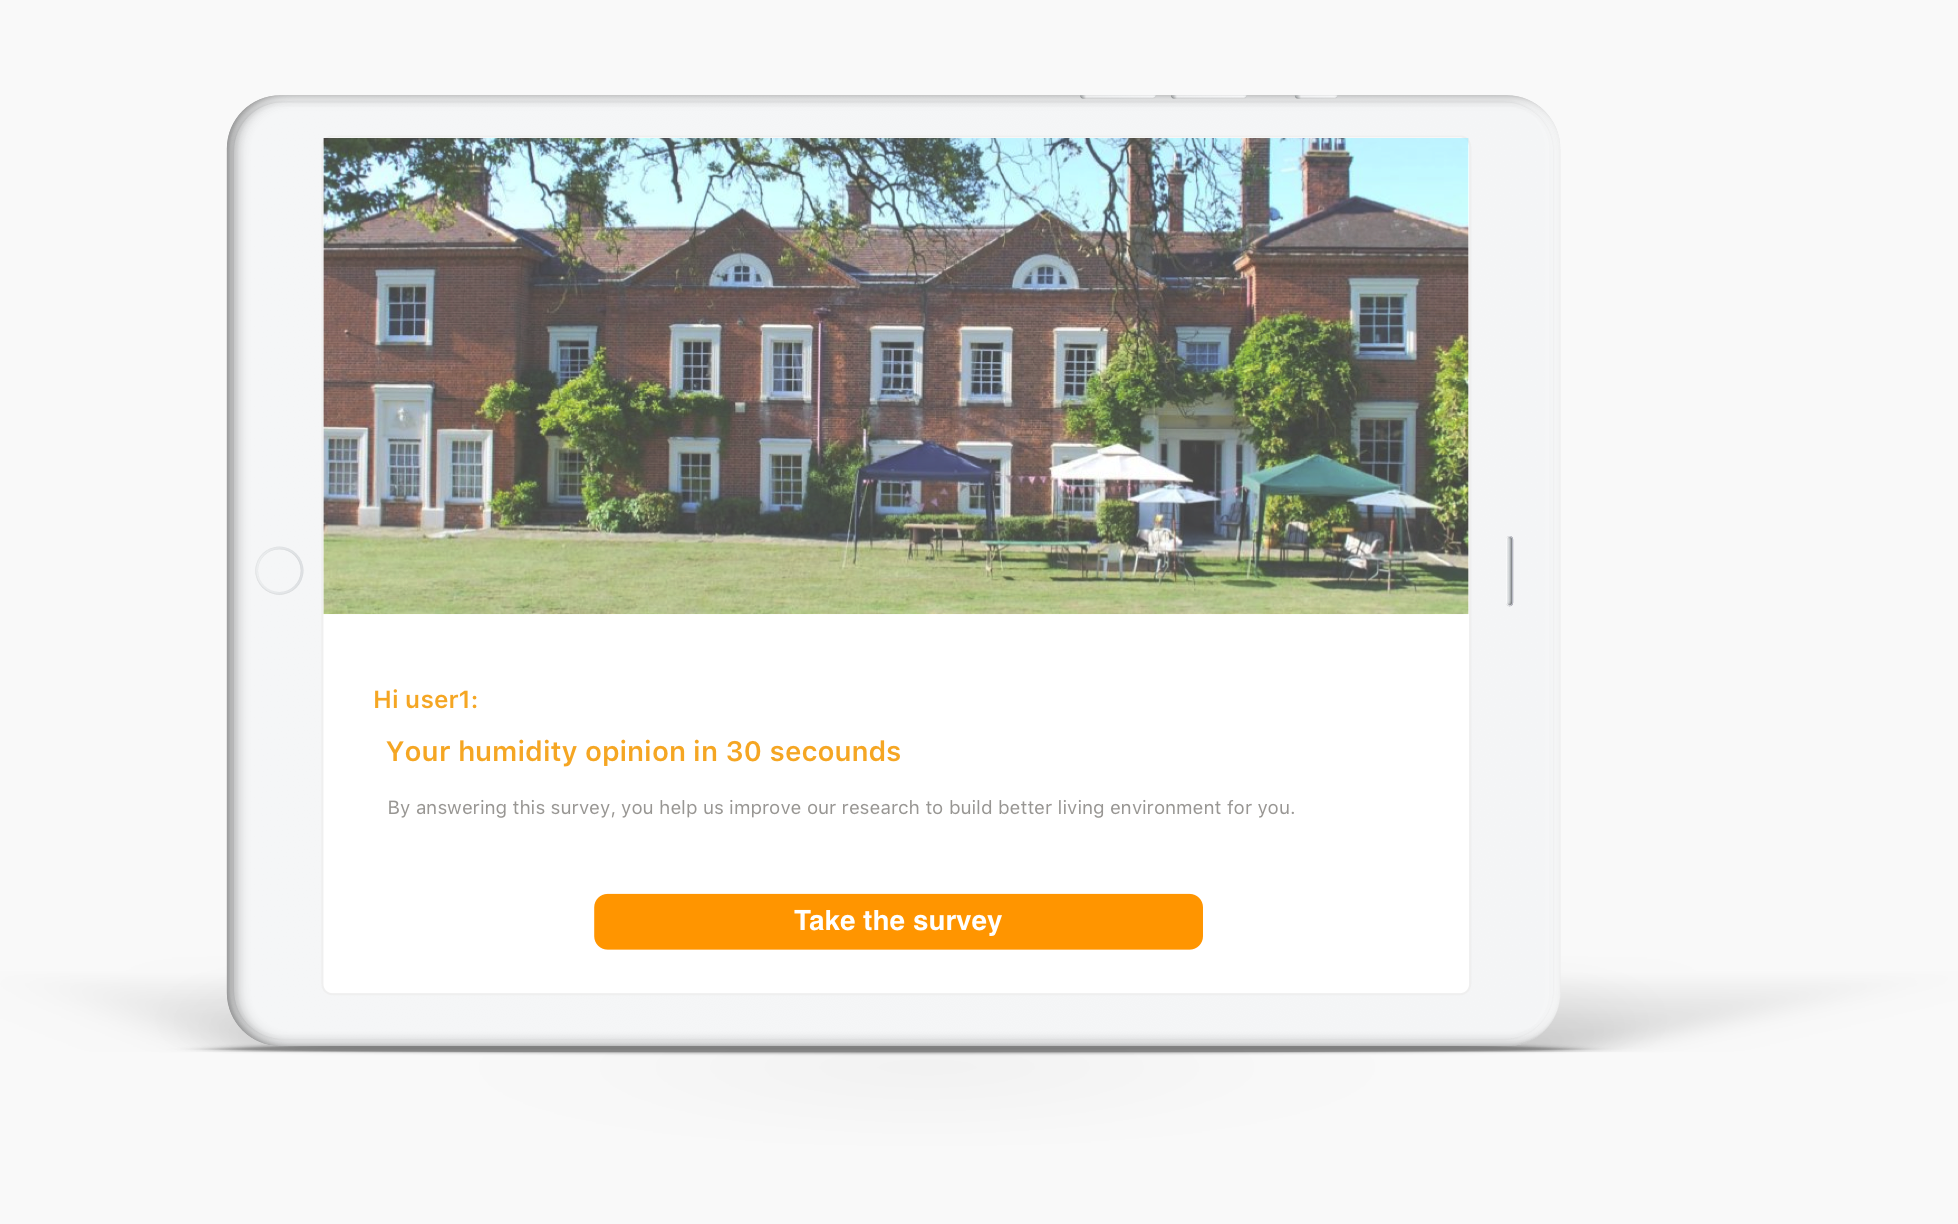 Hi user1:
Your humidity opinion in 30 secounds
By answering this survey, you help us improve our research to build better living environment for you.
Take the survey